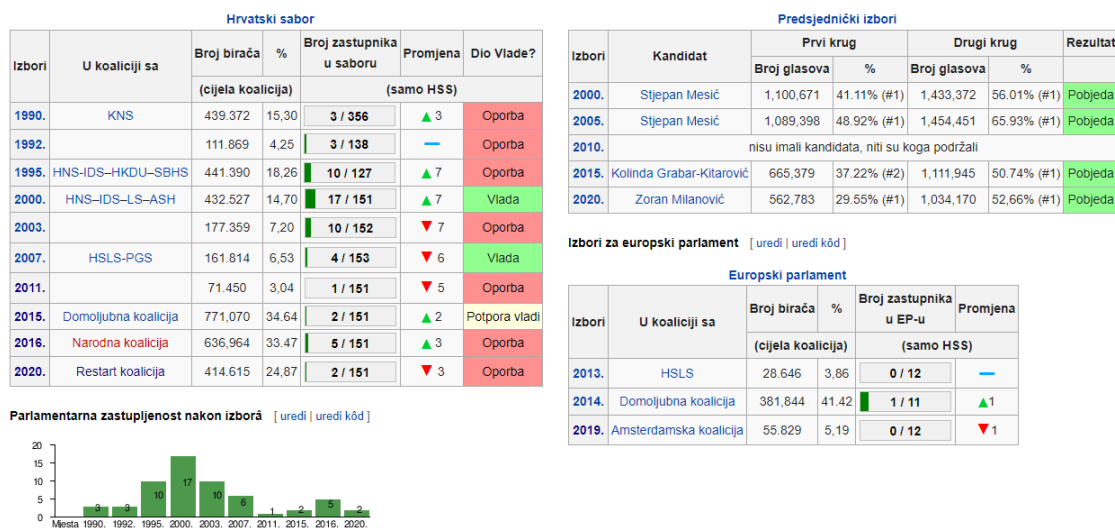 Hrvatski sabor
Izbori U koaliciji sa Broj birača % Broj zastupnika u saboru Promjena Dio Vlade?
(cijela koalicija) (samo HSS)
1990. KNS 439.372 15,30 3 / 356 ▲ 3 Oporba
1992. 111.869 4,25 3 / 138 — Oporba
1995. HNS-IDS–HKDU–SBHS 441.390 18,26 10 / 127 ▲ 7 Oporba
2000. HNS–IDS–LS–ASH 432.527 14,70 17 / 151 ▲ 7 Vlada
2003. 177.359 7,20 10 / 152 ▼ 7 Oporba
2007. HSLS-PGS 161.814 6,53 4 / 153 ▼ 6 Vlada
2011. 71.450 3,04 1 / 151 ▼ 5 Oporba
2015. Domoljubna koalicija 771,070 34.64 2 / 151 ▲ 2 Potpora vladi
2016. Narodna koalicija 636,964 33.47 5 / 151 ▲ 3 Oporba
2020. Restart koalicija 414.615 24,87 2 / 151 ▼ 3 Oporba
Parlamentarna zastupljenost nakon izborâ [ uredi | uredi kôd ]
20
15
10
5
0
3 3 10 17 10 6 1 2 5 2
Mjesta 1990. 1992. 1995. 2000. 2003. 2007. 2011. 2015. 2016. 2020.
Predsjednički izbori
Izbori Kandidat Prvi krug Drugi krug Rezultat
Broj glasova % Broj glasova %
2000. Stjepan Mesić 1,100,671 41.11% (#1) 1,433,372 56.01% (#1) Pobjeda
2005. Stjepan Mesić 1,089,398 48.92% (#1) 1,454,451 65.93% (#1) Pobjeda
2010. nisu imali kandidata, niti su koga podržali
2015. Kolinda Grabar-Kitarović 665,379 37.22% (#2) 1,111,945 50.74% (#1) Pobjeda
2020. Zoran Milanović 562,783 29.55% (#1) 1,034,170 52,66% (#1) Pobjeda
Izbori za europski parlament [ uredi | uredi kôd ]
Europski parlament
Izbori U koaliciji sa Broj birača % Broj zastupnika u EP-u Promjena
(cijela koalicija) (samo HSS)
2013. HSLS 28.646 3,86 0 / 12 —
2014. Domoljubna koalicija 381,844 41.42 1 / 11 ▲1
2019. Amsterdamska koalicija 55.829 5,19 0 / 12 ▼ 1